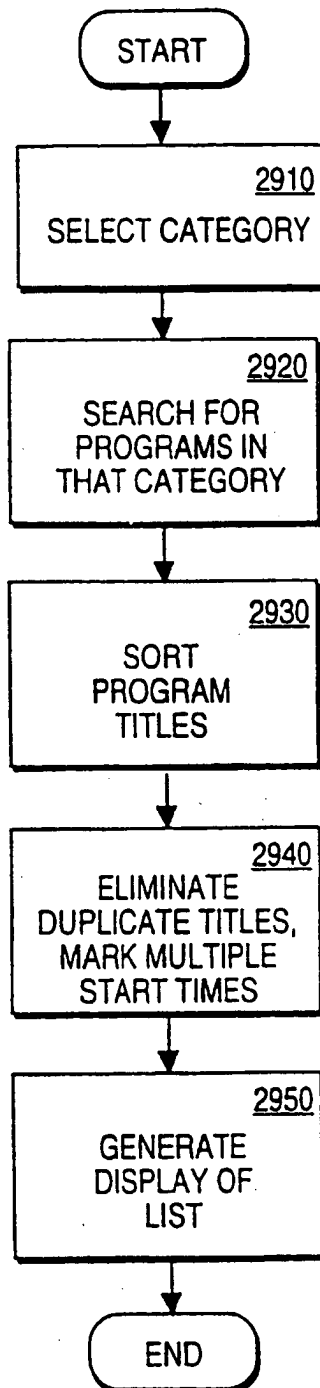 START
2910
SELECT CATEGORY
2920
SEARCH FOR
PROGRAMS IN
THAT CATEGORY
2930
SORT
PROGRAM
TITLES
2940
ELIMINATE
DUPLICATE TITLES,
MARK MULTIPLE
START TIMES
2950
GENERATE
DISPLAY OF
LIST
END